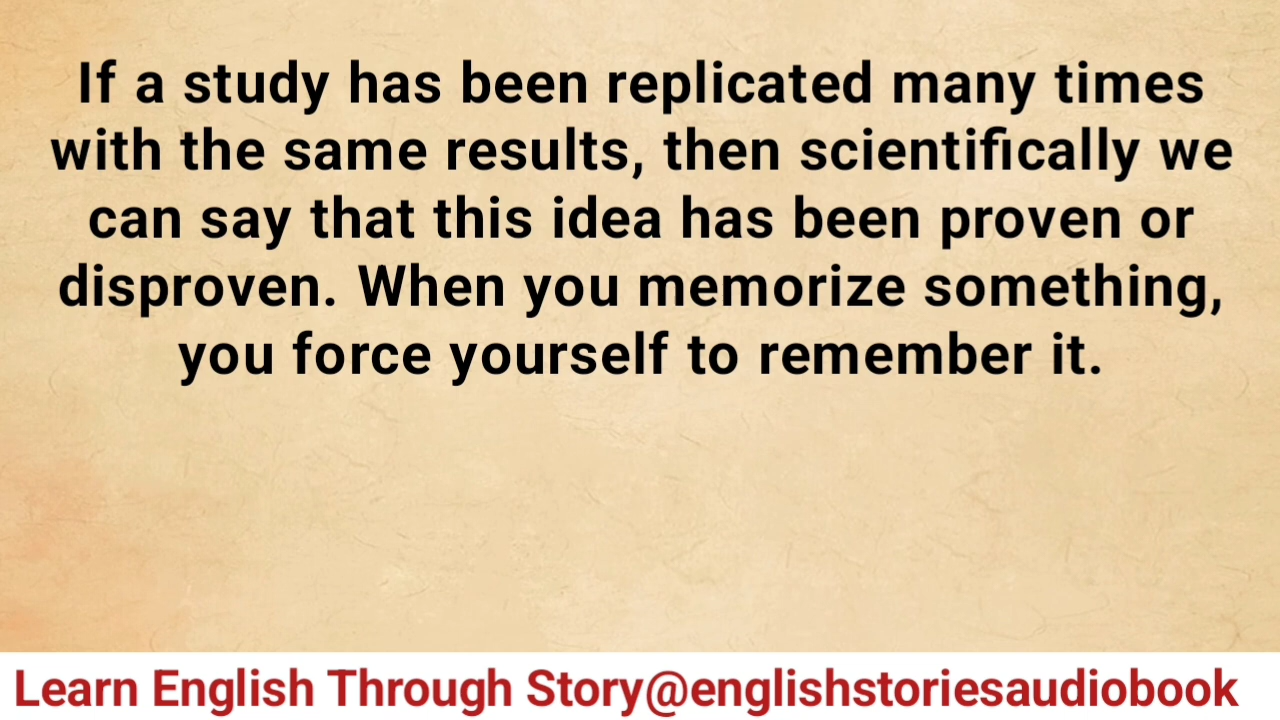 If a study has been replicated many times
with the same results, then scientifically we
can say that this idea has been proven or
disproven. When you memorize something,
you force yourself to remember it.
Learn English Through Story@englishstoriesaudiobook